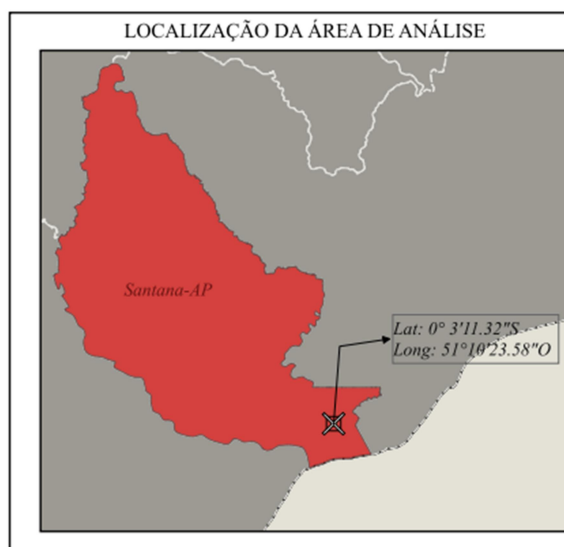 LOCALIZAÇÃO DA ÁREA DE ANÁLISE
Santana-AP
Lat: 0° 3'11.32"S
Long: 51°10'23.58"O